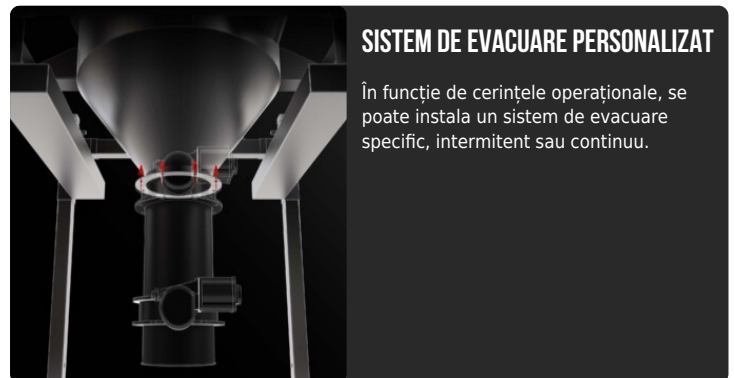 SISTEM DE EVACUARE PERSONALIZAT
În funcție de cerințele operaționale, se
poate instala un sistem de evacuare
specific, intermitent sau continuu.